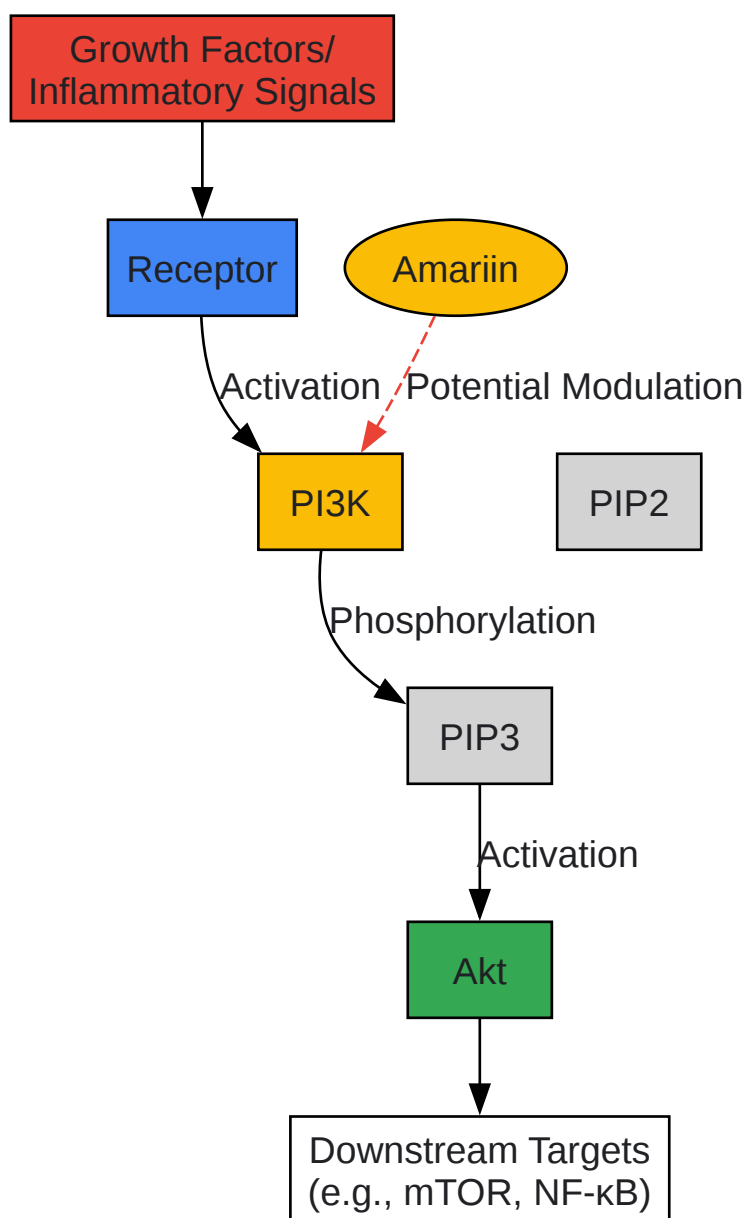 Growth Factors/
Inflammatory Signals
Receptor
Amariin
Activation
Potential Modulation
PI3K
PIP2
Phosphorylation
PIP3
Activation
Akt
Downstream Targets
(e.g., mTOR, NF-κB)